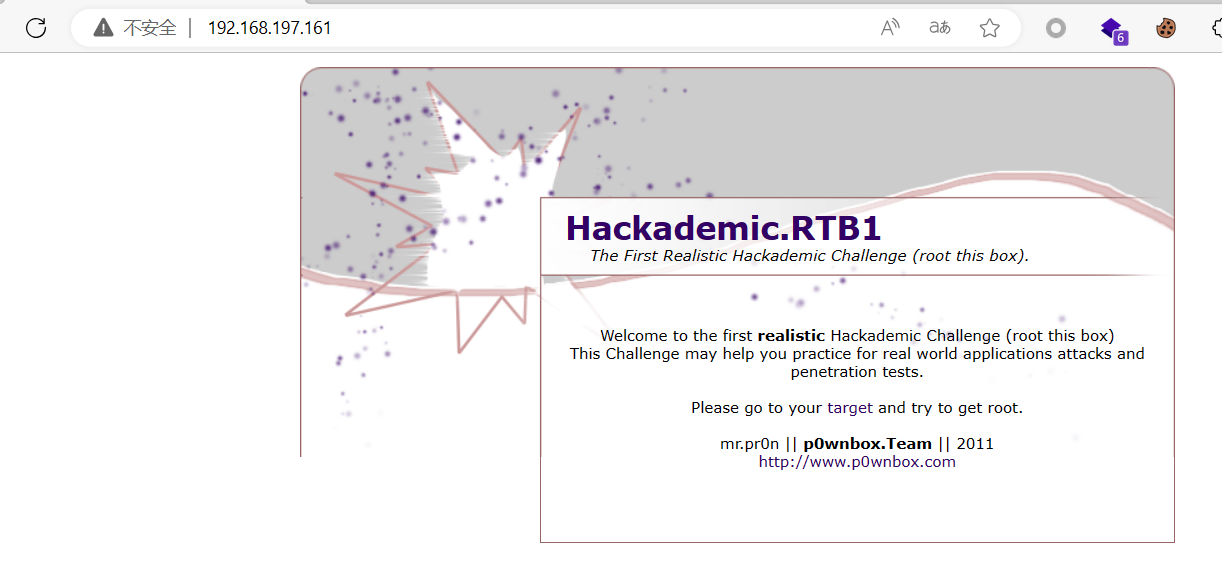 不安全 | 192.168.197.161
6
Hackademic.RTB1
The First Realistic Hackademic Challenge (root this box).
Welcome to the first realistic Hackademic Challenge (root this box)
This Challenge may help you practice for real world applications attacks and
penetration tests.
Please go to your target and try to get root.
mr.pr0n || p0wnbox.Team || 2011
http://www.p0wnbox.com